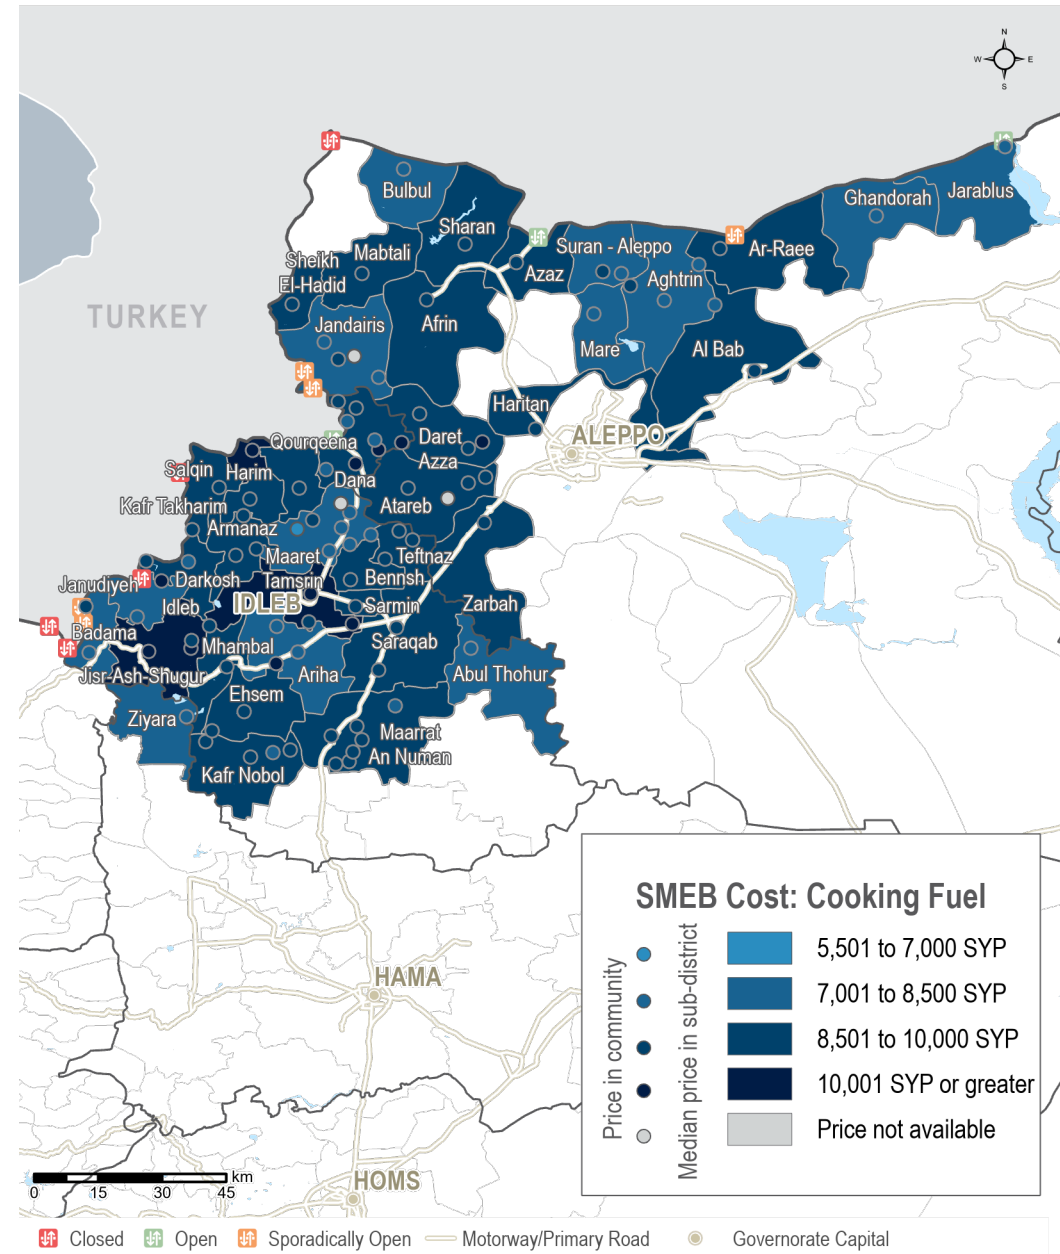 N
W E
S
Bulbul
Ghandorah
Jarablus
Sharan
Mabtali
Suran - Aleppo
Ar-Raee
Sheikh
El-Hadid
Azaz
Aghtrin
TURKEY
Jandairis
Afrin
Mare
Al Bab
Haritan
Qourqeena
Daret
Azza
ALEPPO
Salqin
Harim
Dana
Kafr Takharim
Atareb
Armanaz
Maaret
Tamsrin
Teftnaz
Janudiyeh
Darkosh
Bennsh
IDLEB
Idleb
Sarmin
Zarbah
Badama
Mhambal
Saraqab
Jisr-Ash-Shugur
Ariha
Abul Thohur
Ehsem
Ziyara
Maarrat
An Numan
Kafr Nobol
HAMA
HOMS
SMEB Cost: Cooking Fuel
Price in community
Median price in sub-district
5,501 to 7,000 SYP
7,001 to 8,500 SYP
8,501 to 10,000 SYP
10,001 SYP or greater
Price not available
km
0 15 30 45
Closed Open Sporadically Open Motorway/Primary Road Governorate Capital